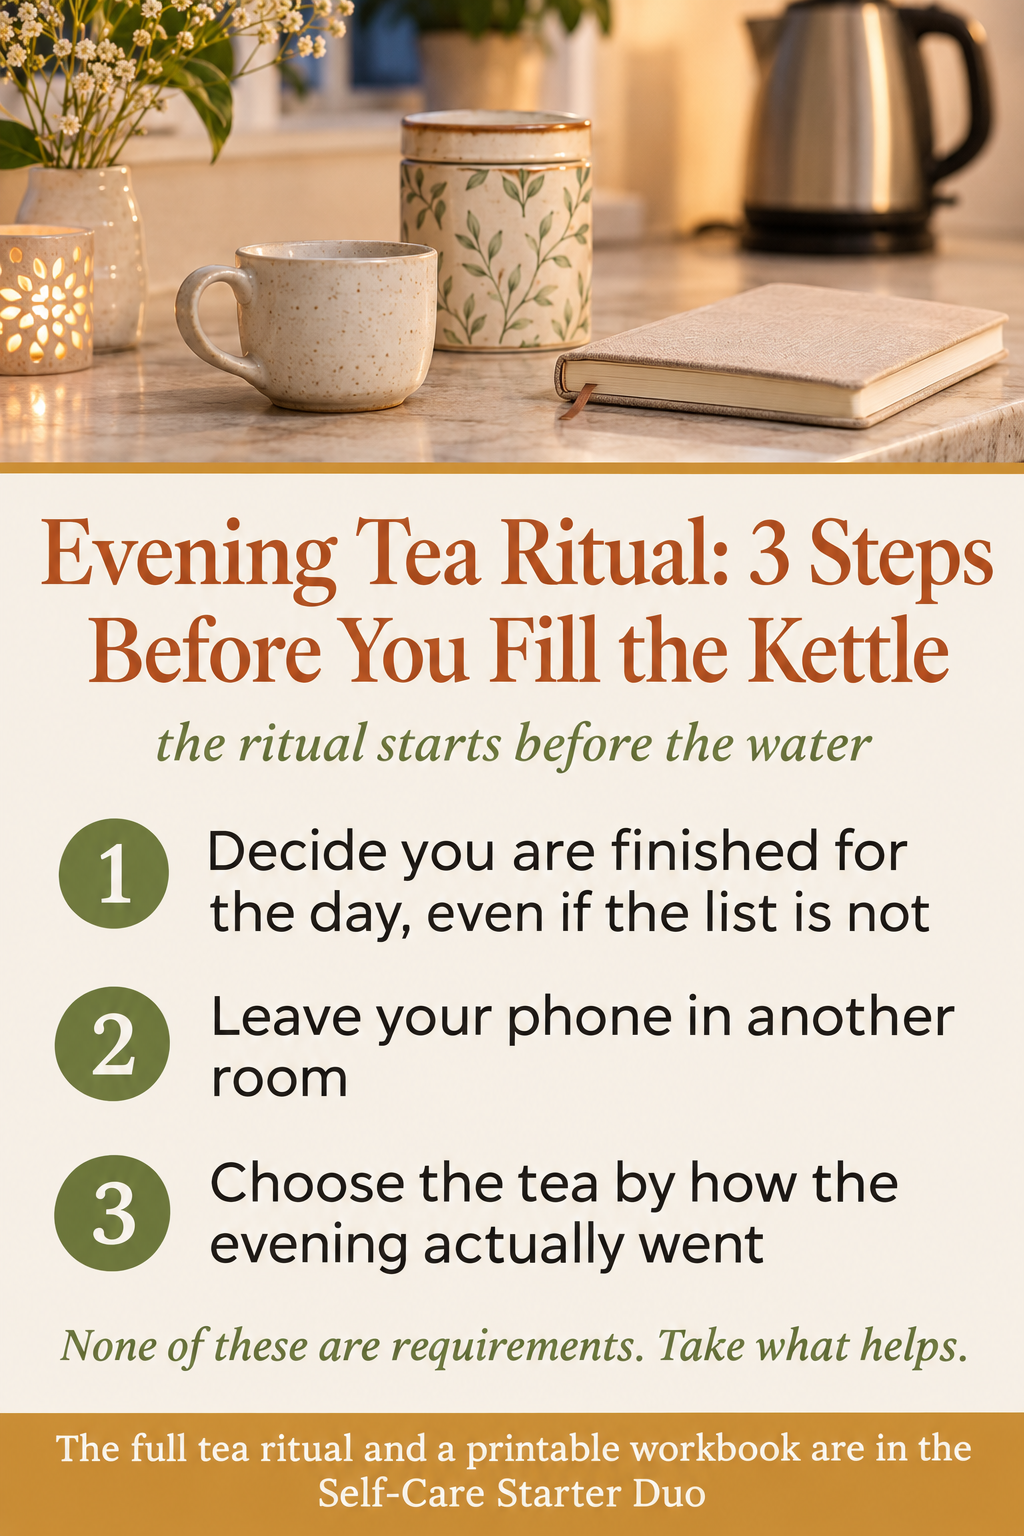 Evening Tea Ritual: 3 Steps
Before You Fill the Kettle
the ritual starts before the water
1
Decide you are finished for
the day, even if the list is not
2
Leave your phone in another
room
3
Choose the tea by how the
evening actually went
None of these are requirements. Take what helps.
The full tea ritual and a printable workbook are in the
Self-Care Starter Duo